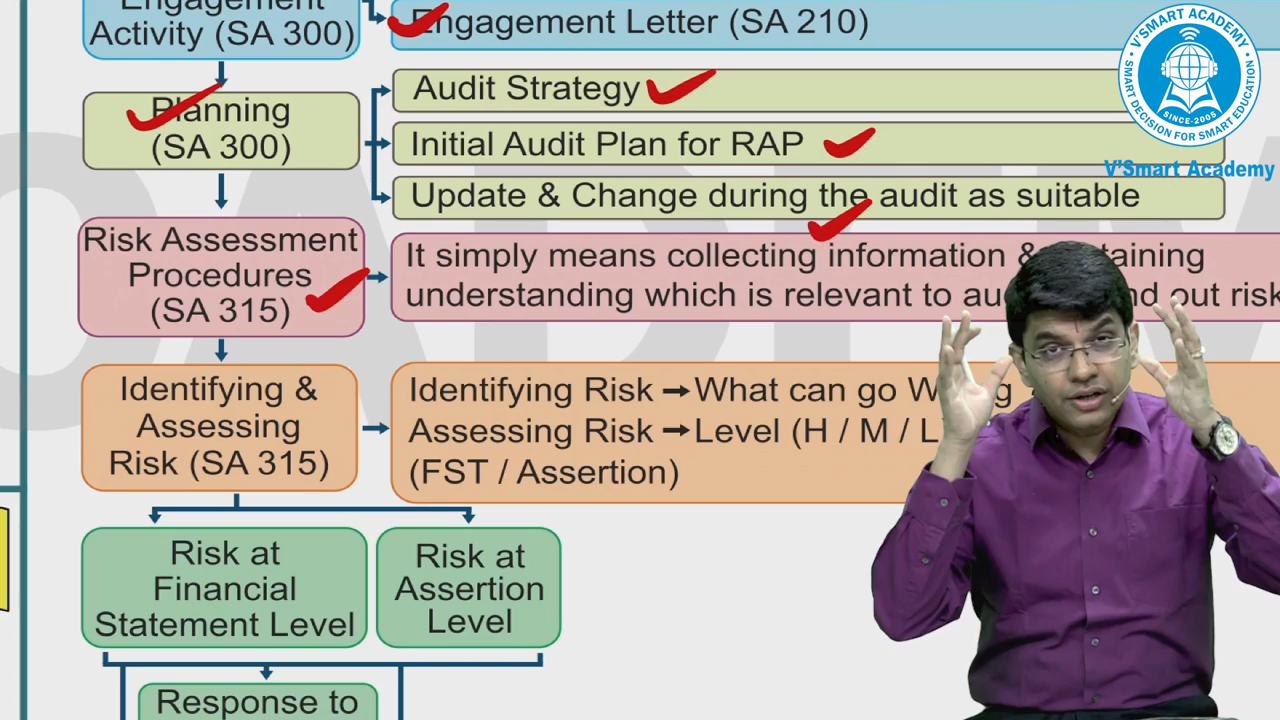 Engagement
Activity (SA 300)
Engagement Letter (SA 210)
Planning
(SA 300)
Audit Strategy
Initial Audit Plan for RAP
Update & Change during the audit as suitable
Risk Assessment
Procedures
(SA 315)
It simply means collecting information &
understanding which is relevant to
out risk
Identifying &
Assessing
Risk (SA 315)
Identifying Risk → What can go
Assessing Risk → Level (H / M / L
(FST / Assertion)
Risk at
Financial
Statement Level
Risk at
Assertion
Level
Response to
V'SMART ACADEMY
SMART DECISION FOR SMART EDUCATION
SINCE-2005
V'Smart Academy